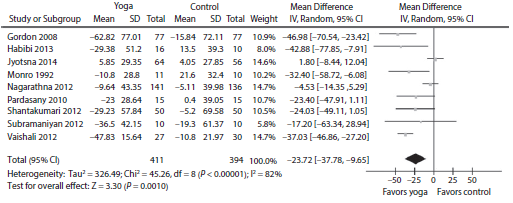 Yoga Control Mean Difference Mean Difference
Study or Subgroup Mean SD Total Mean SD Total Weight IV, Random, 95% CI IV, Random, 95% CI
Gordon 2008 -62.82 77.01 77 -15.84 72.11 77 10.9% -46.98 [-70.54, -23.42]
Habibi 2013 -29.38 51.2 16 13.5 39.3 10 8.5% -42.88 [-77.85, -7.91]
Jyotsna 2014 5.85 29.35 64 4.05 27.85 56 14.2% 1.80 [-8.44, 12.04]
Monro 1992 -10.8 28.8 11 21.6 32.4 10 10.0% -32.40 [-58.72, -6.08]
Nagarathna 2012 -9.64 43.35 141 -5.11 39.98 136 14.2% -4.53 [-14.35, 5.29]
Pardasany 2010 -23 28.64 15 0.4 39.05 15 10.5% -23.40 [-47.91, 1.11]
Shantakumari 2012 -29.23 57.84 50 -5.2 69.58 50 10.5% -24.03 [-49.11, 1.05]
Subramaniyan 2012 -36.5 42.15 10 -19.3 61.37 10 6.5% -17.20 [-63.34, 28.94]
Vaishali 2012 -47.83 15.64 27 -10.8 21.97 30 14.2% -37.03 [-46.86, -27.20]
Total (95% CI) 411 394 100.0% -23.72 [-37.78, -9.65]
Heterogeneity: Tau² = 326.49; Chi² = 45.26, df = 8 (P < 0.00001); I² = 82%
Test for overall effect: Z = 3.30 (P = 0.0010)
-50 -25 0 25 50
Favors yoga Favors control